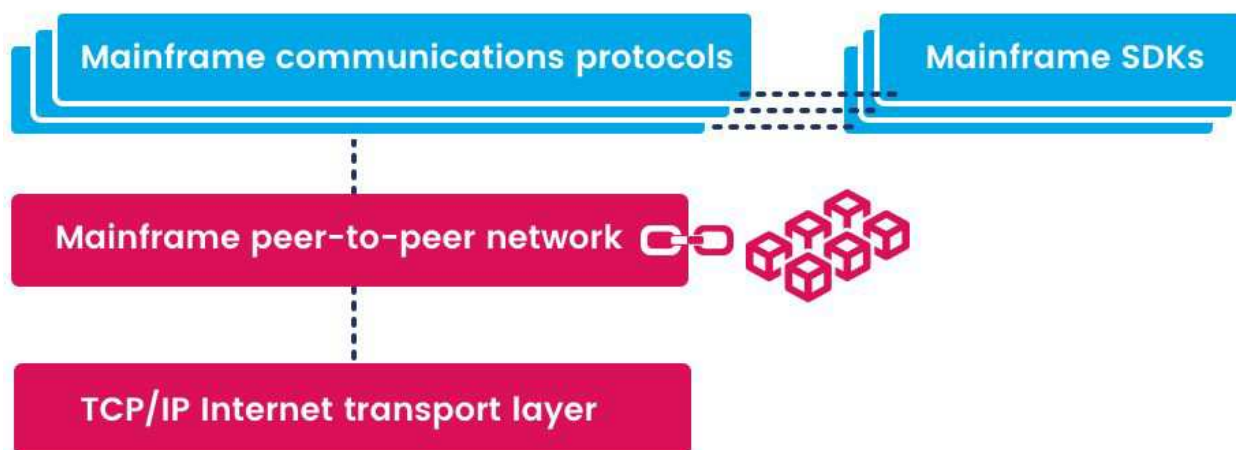 Mainframe communications protocols
Mainframe SDKs
Mainframe peer-to-peer network
TCP/IP Internet transport layer